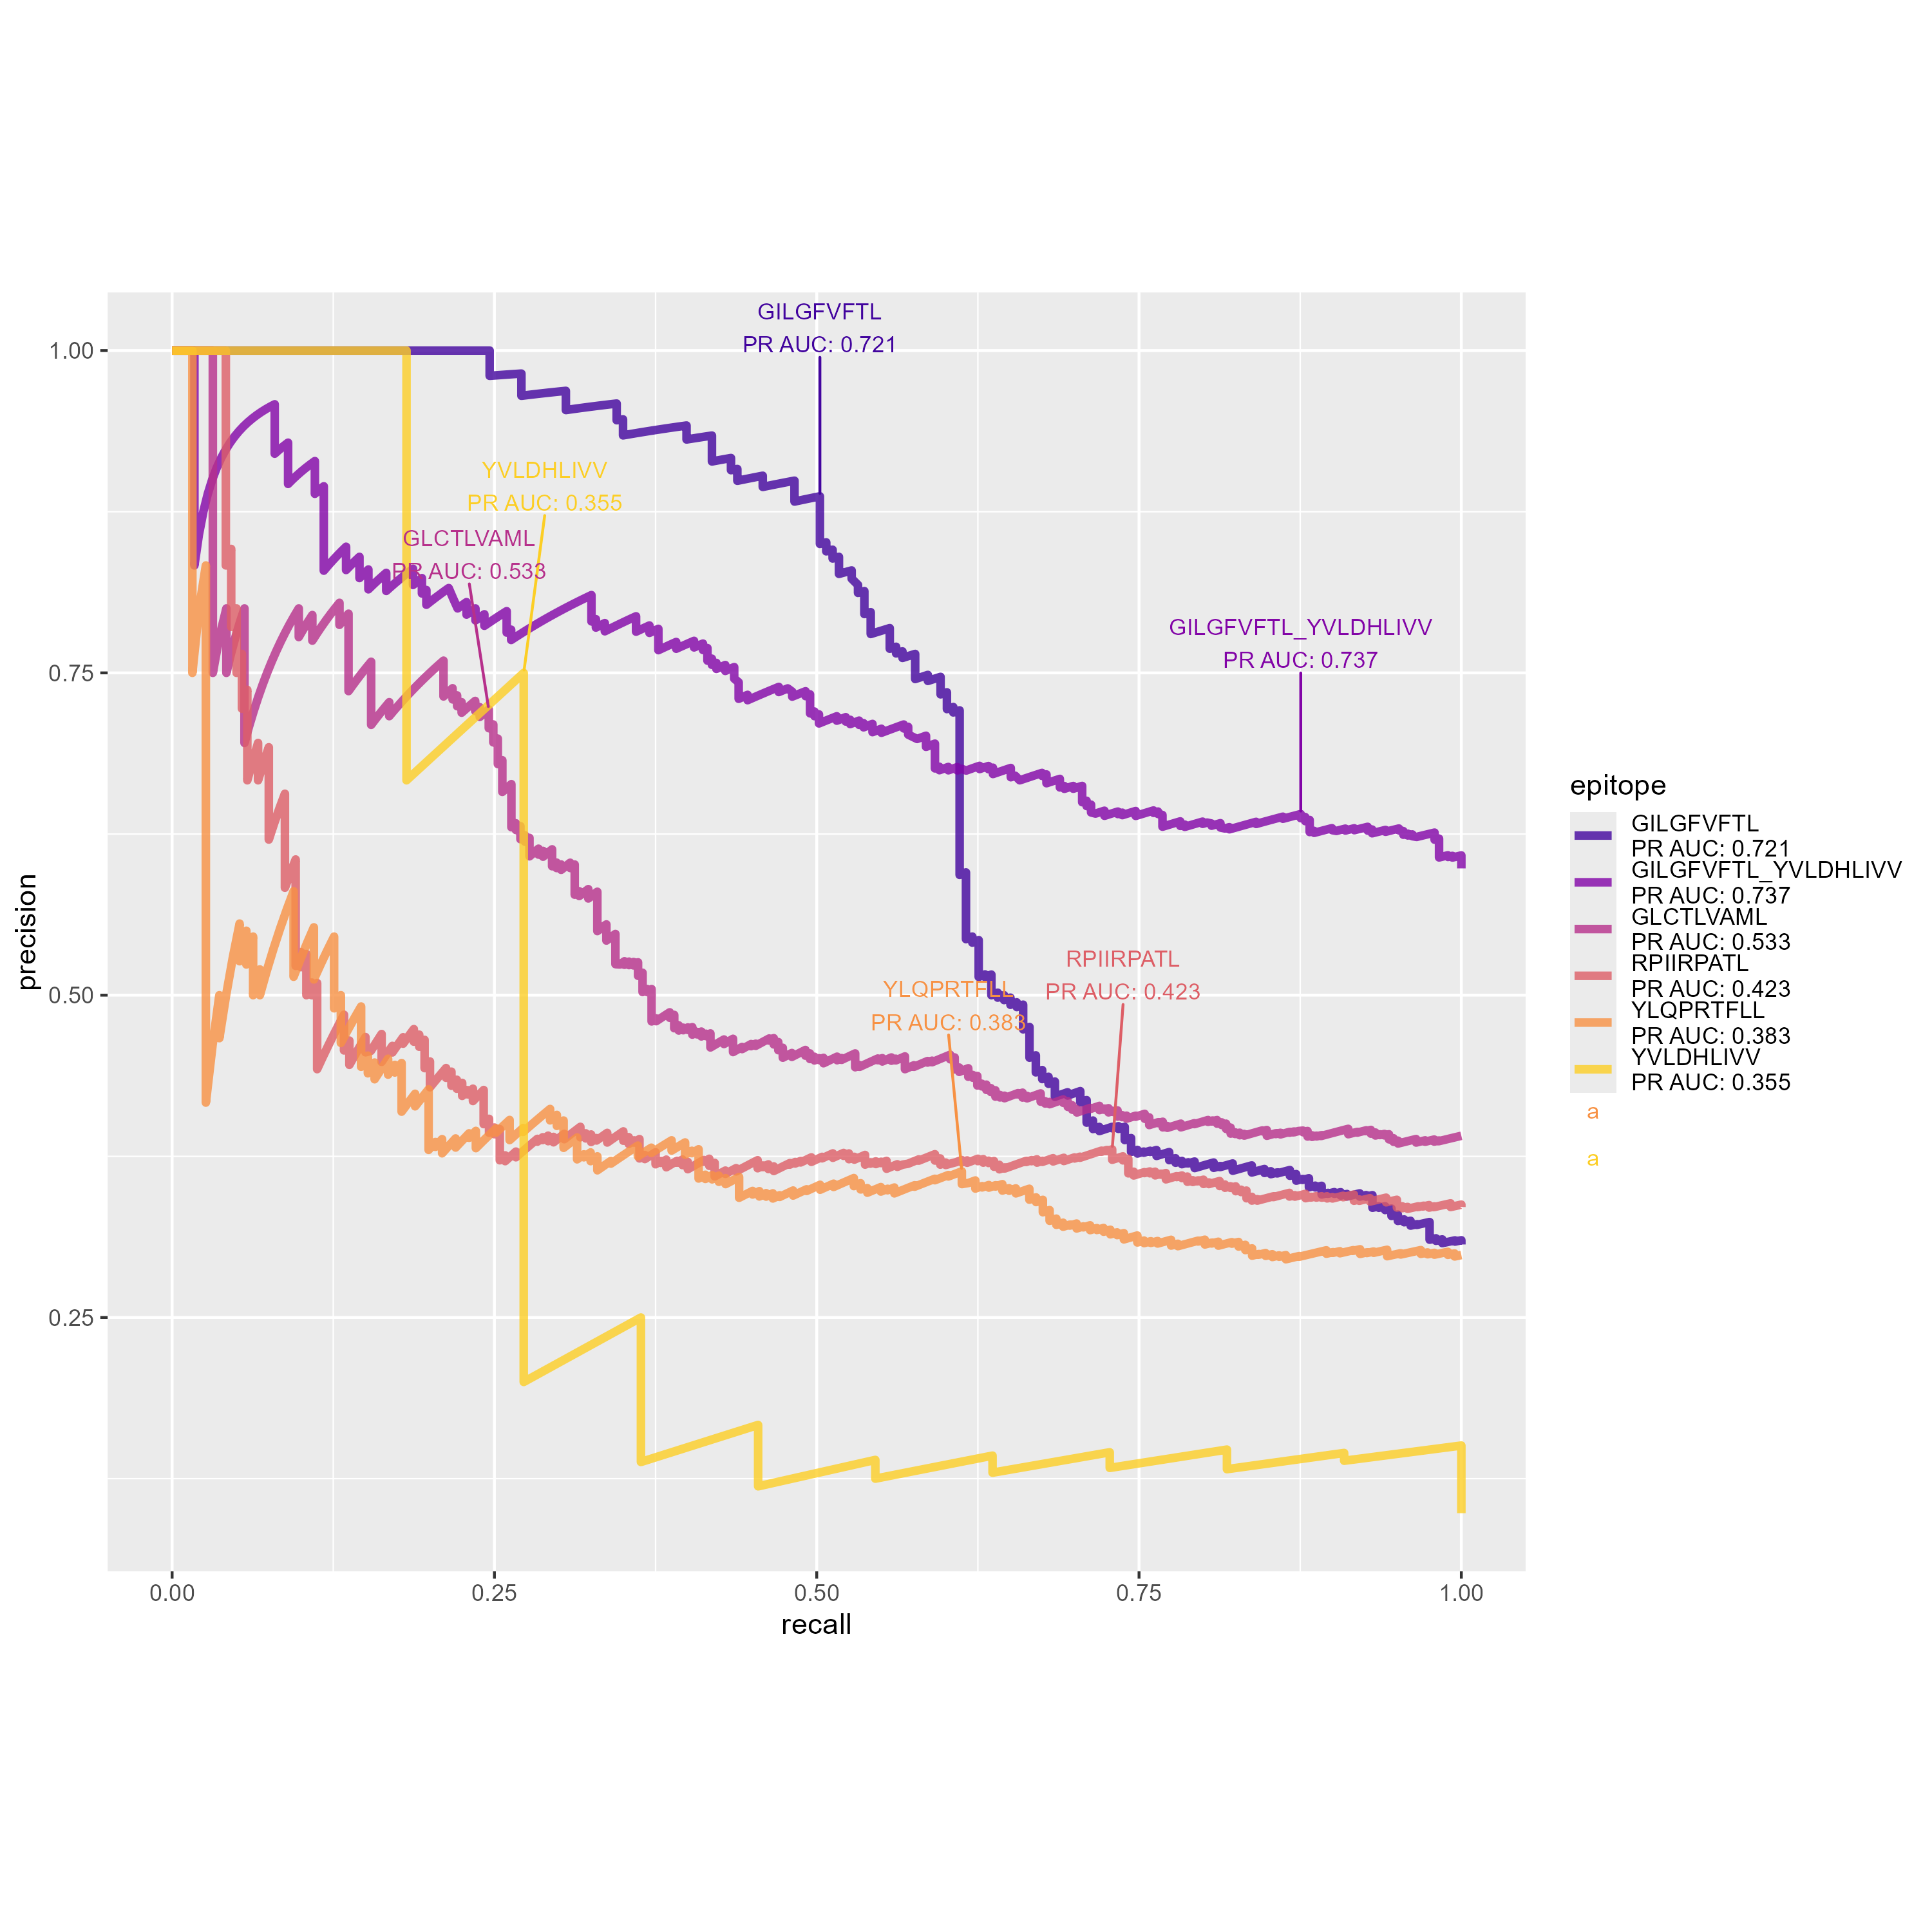 GILGFVFTL
PR AUC: 0.721
YVLDHLIVV
PR AUC: 0.355
GLCTLVAML
PR AUC: 0.533
GILGFVFTL_YVLDHLIVV
PR AUC: 0.737
RPIIRPATL
PR AUC: 0.423
YLQPRTFLL
PR AUC: 0.383
1.00
0.75
0.50
0.25
precision
0.00
0.25
0.50
0.75
1.00
recall
epitope
GILGFVFTL
PR AUC: 0.721
GILGFVFTL_YVLDHLIVV
PR AUC: 0.737
GLCTLVAML
PR AUC: 0.533
RPIIRPATL
PR AUC: 0.423
YLQPRTFLL
PR AUC: 0.383
YVLDHLIVV
PR AUC: 0.355
a
a